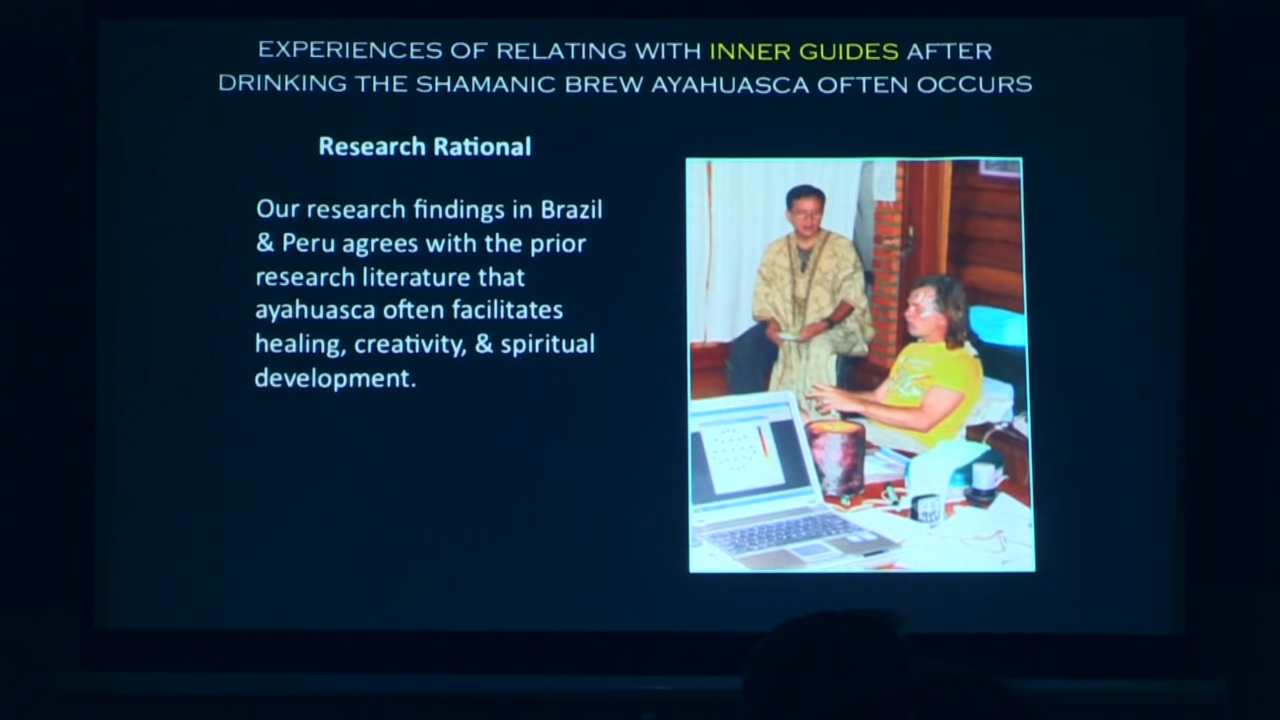 EXPERIENCES OF RELATING WITH INNER GUIDES AFTER
DRINKING THE SHAMANIC BREW AYAHUASCA OFTEN OCCURS
Research Rational
Our research findings in Brazil
& Peru agrees with the prior
research literature that
ayahuasca often facilitates
healing, creativity, & spiritual
development.